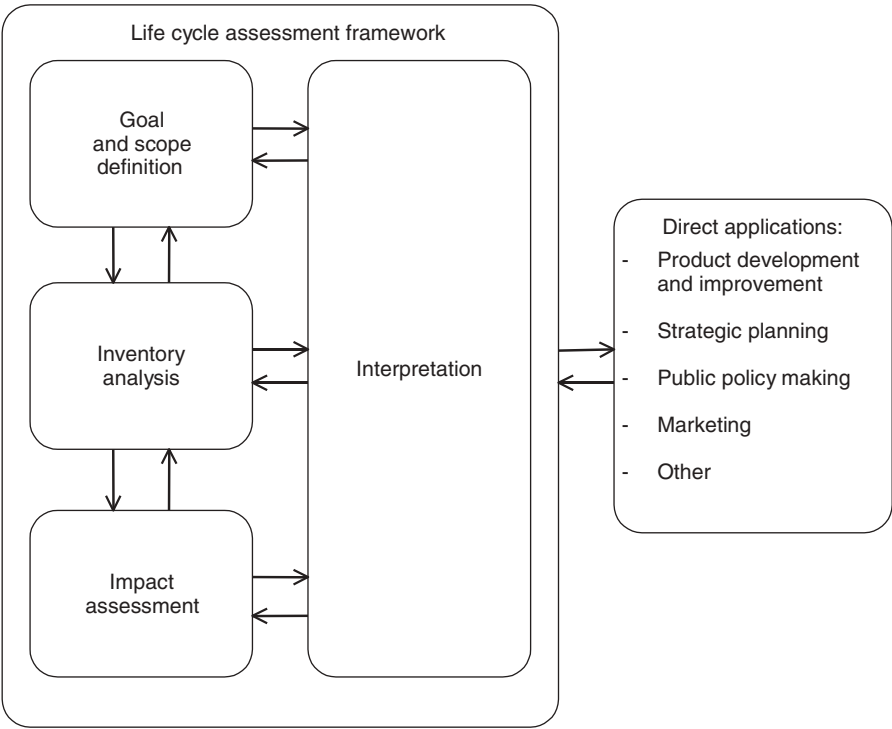 Life cycle assessment framework
Goal
and scope
definition
Inventory
analysis
Impact
assessment
Interpretation
Direct applications:
- Product development
and improvement
- Strategic planning
- Public policy making
- Marketing
- Other